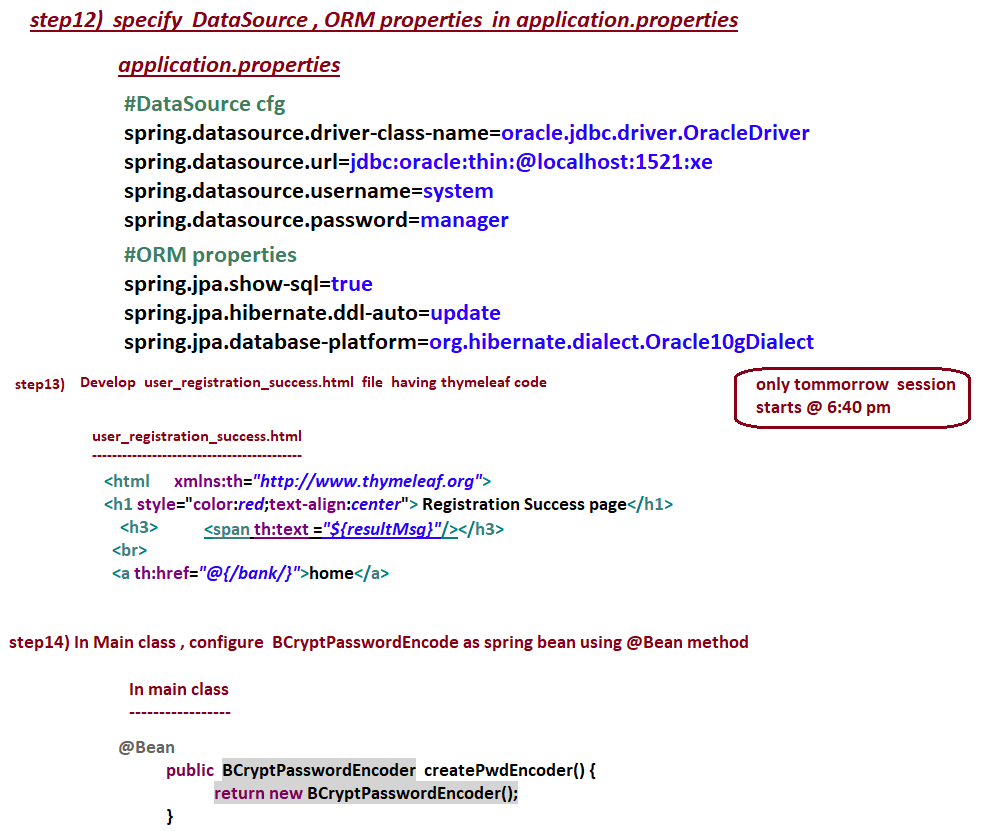 step12) specify DataSource , ORM properties in application.properties
application.properties
#DataSource cfg
spring.datasource.driver-class-name=oracle.jdbc.driver.OracleDriver
spring.datasource.url=jdbc:oracle:thin:@localhost:1521:xe
spring.datasource.username=system
spring.datasource.password=manager
#ORM properties
spring.jpa.show-sql=true
spring.jpa.hibernate.ddl-auto=update
spring.jpa.database-platform=org.hibernate.dialect.Oracle10gDialect
step13) Develop user_registration_success.html file having thymeleaf code
only tommorrow session
starts @ 6:40 pm
user_registration_success.html
------------------------------------------
<html xmlns:th="http://www.thymeleaf.org">
<h1 style="color:red;text-align:center"> Registration Success page</h1>
<h3> <span th:text ="${resultMsg}"/></h3>
<br>
<a th:href="@{/bank/}">home</a>
step14) In Main class , configure BCryptPasswordEncode as spring bean using @Bean method
In main class
-----------------
@Bean
public BCryptPasswordEncoder createPwdEncoder() {
return new BCryptPasswordEncoder();
}